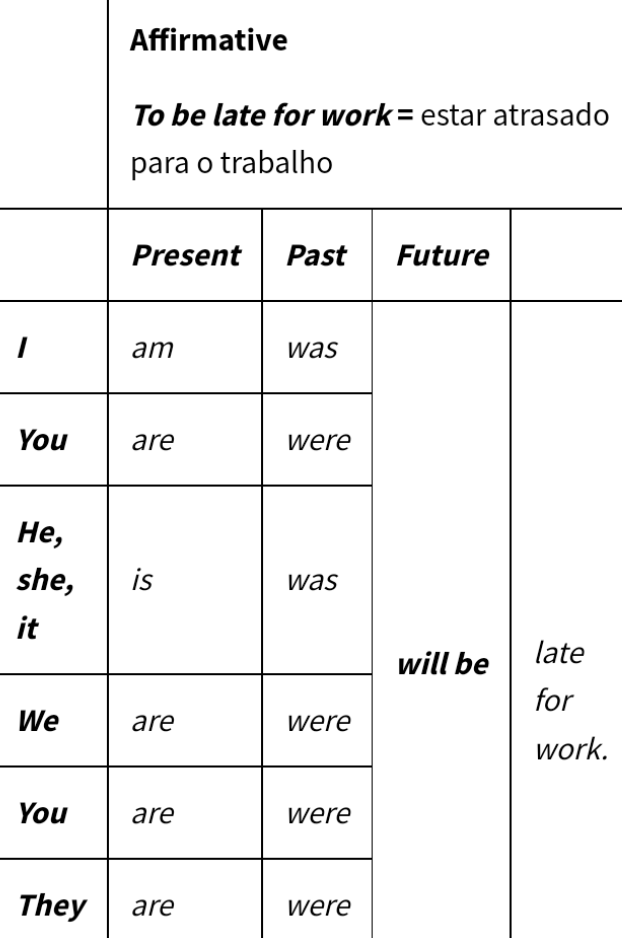 Affirmative
To be late for work = estar atrasado
para o trabalho
Present Past Future
I am was
You are were
He,
she,
it
is was
will be
late
for
work.
We are were
You are were
They are were